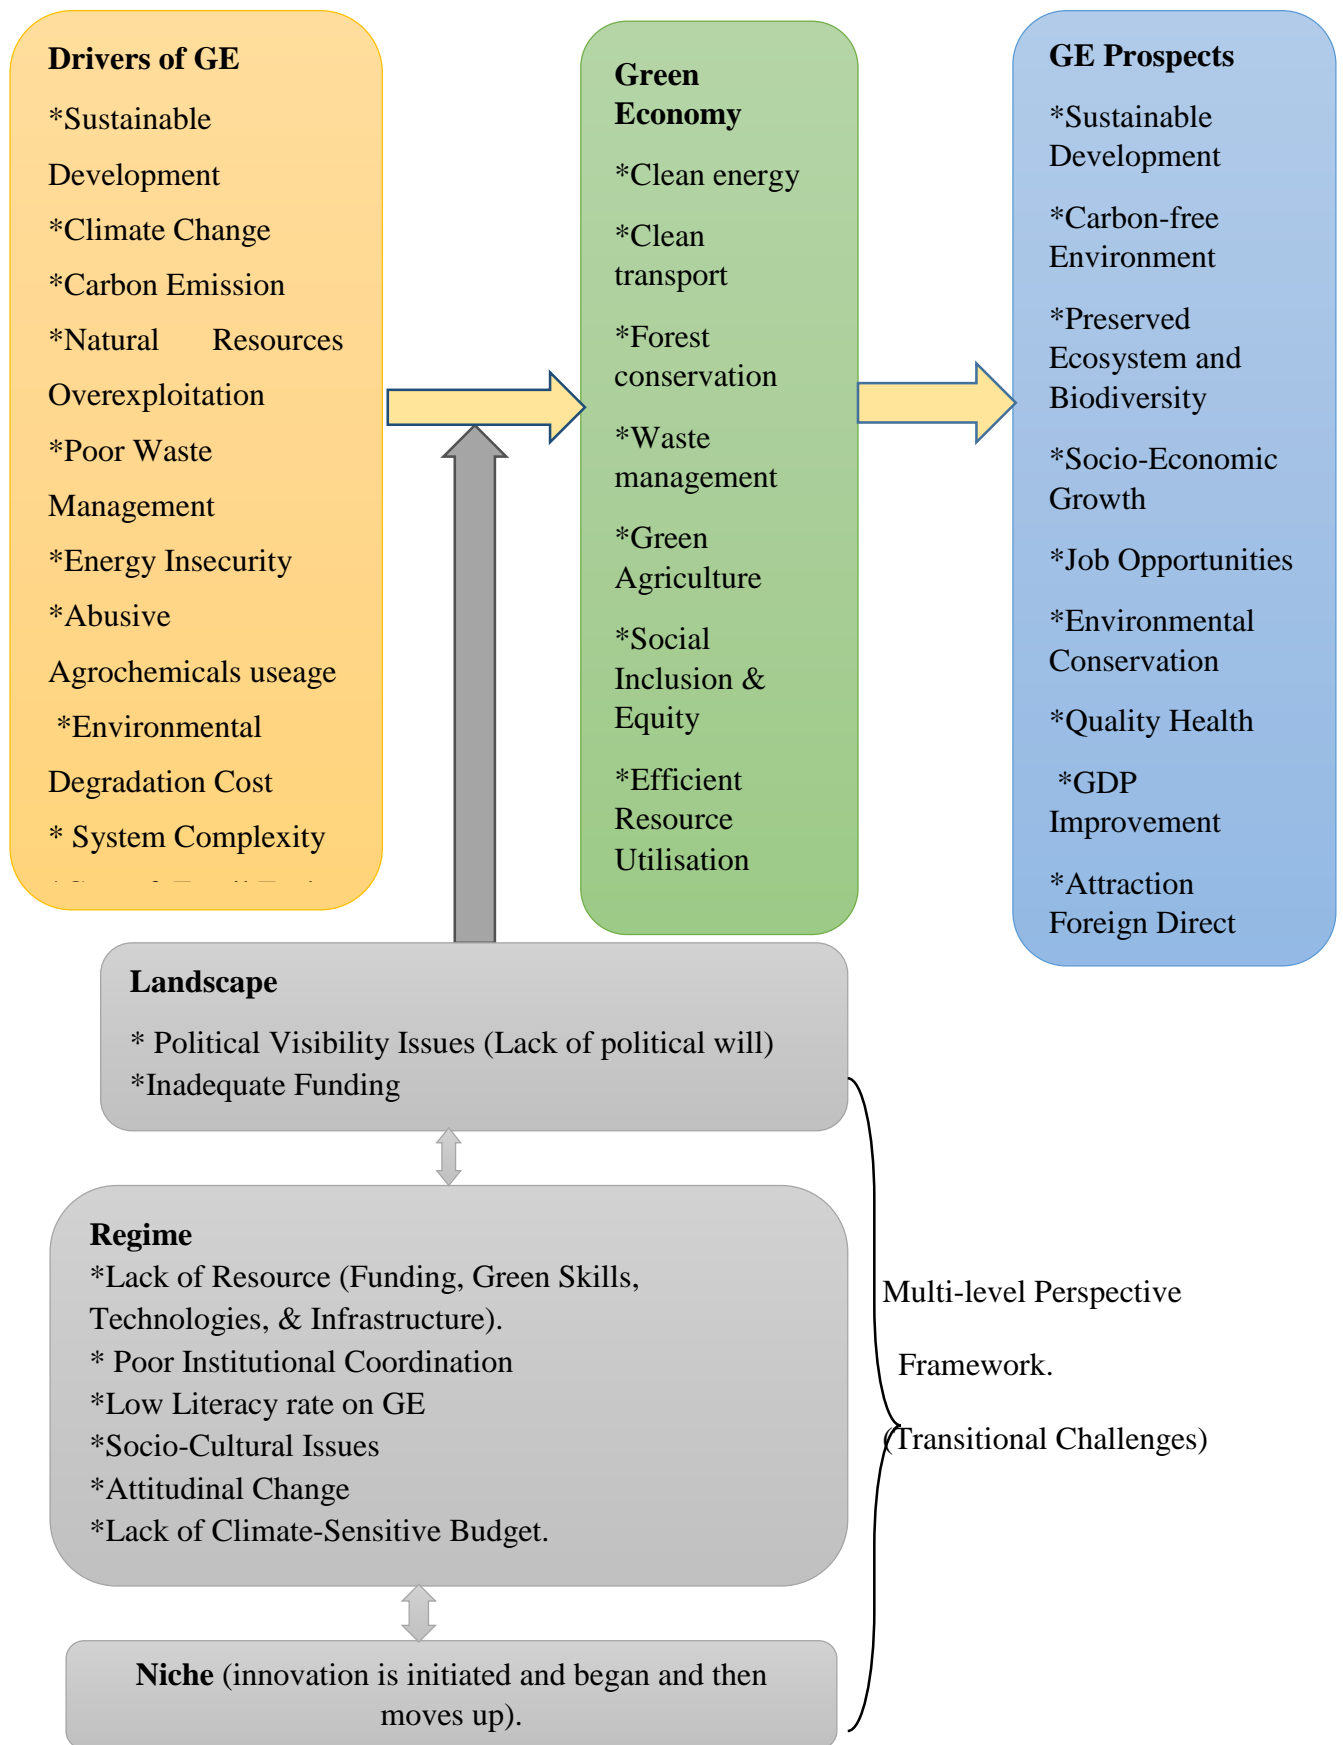 Drivers of GE
*Sustainable
Development
*Climate Change
*Carbon Emission
*Natural Resources
Overexploitation
*Poor Waste
Management
*Energy Insecurity
*Abusive
Agrochemicals useage
*Environmental
Degradation Cost
* System Complexity
Green
Economy
*Clean energy
*Clean
transport
*Forest
conservation
*Waste
management
*Green
Agriculture
*Social
Inclusion &
Equity
*Efficient
Resource
Utilisation
GE Prospects
*Sustainable
Development
*Carbon-free
Environment
*Preserved
Ecosystem and
Biodiversity
*Socio-Economic
Growth
*Job Opportunities
*Environmental
Conservation
*Quality Health
*GDP
Improvement
*Attraction
Foreign Direct
Landscape
* Political Visibility Issues (Lack of political will)
*Inadequate Funding
Regime
*Lack of Resource (Funding, Green Skills,
Technologies, & Infrastructure).
* Poor Institutional Coordination
*Low Literacy rate on GE
*Socio-Cultural Issues
*Attitudinal Change
*Lack of Climate-Sensitive Budget.
Niche (innovation is initiated and began and then
moves up).
Multi-level Perspective
Framework.
(Transitional Challenges)